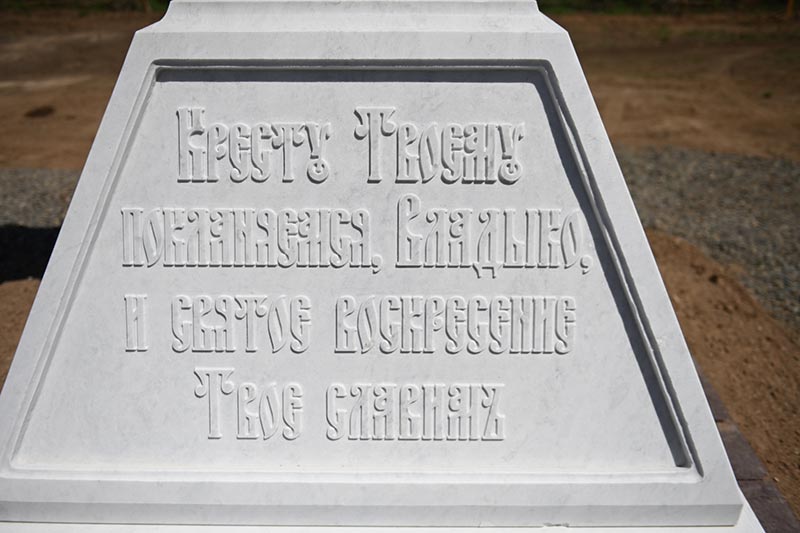 Кресту Твоему
покланяемся, Владыко,
и святое воскресение
Твое славимъ